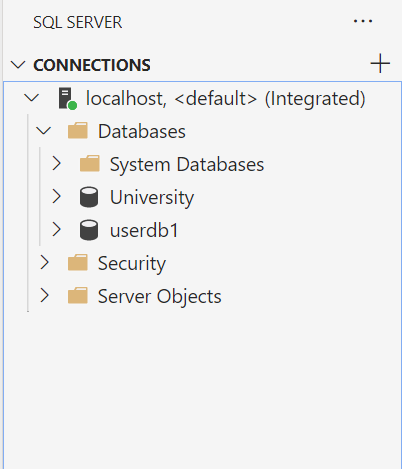 SQL SERVER
CONNECTIONS
localhost, <default> (Integrated)
Databases
System Databases
University
userdb1
Security
Server Objects